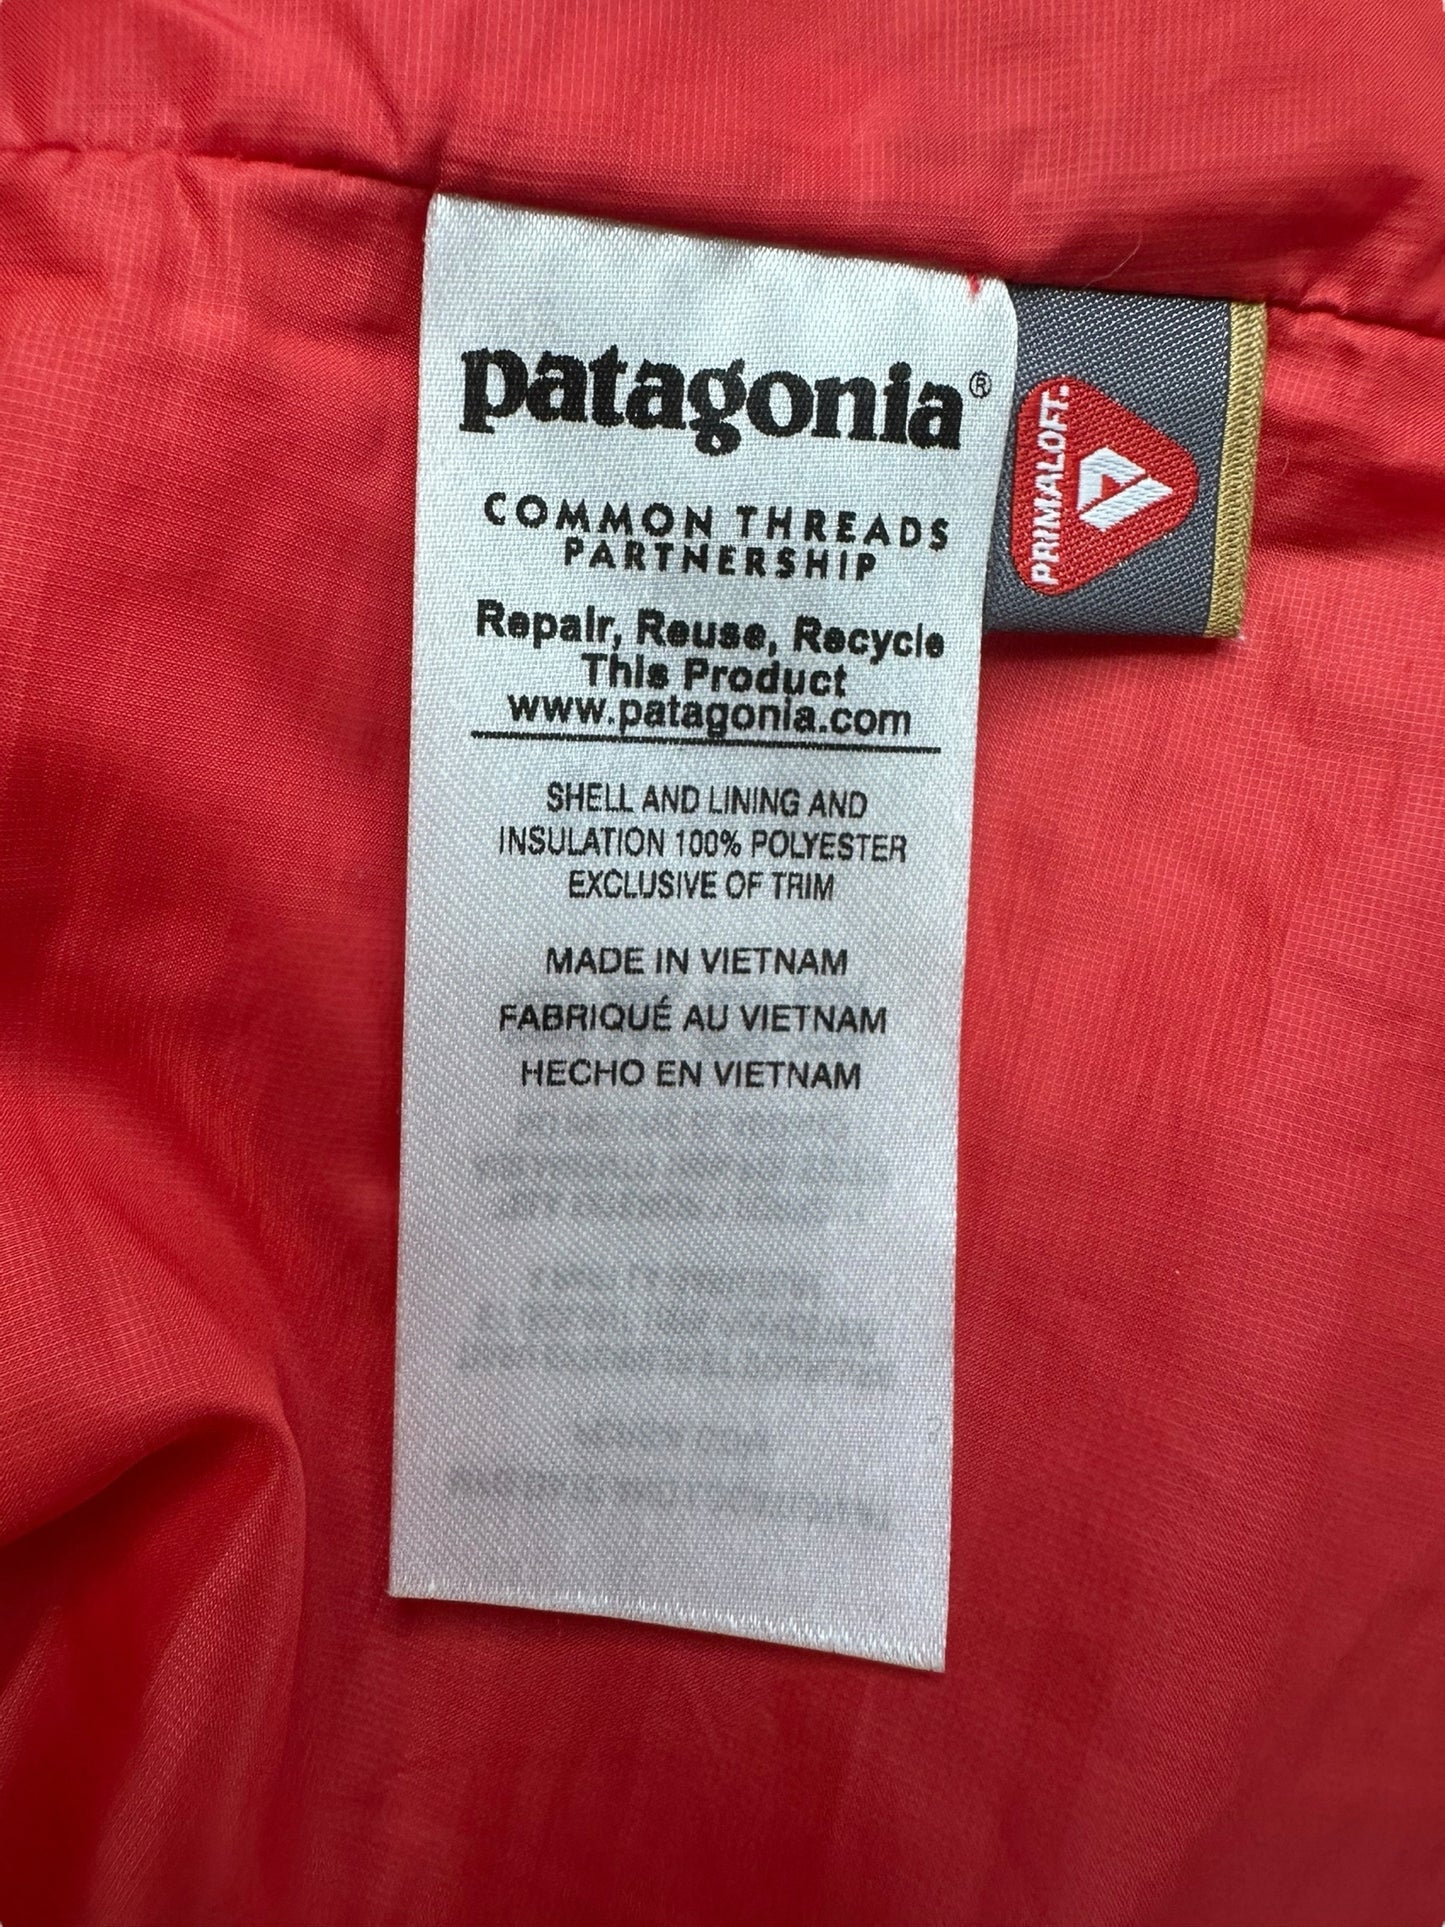 patagonia®
COMMON THREADS
PARTNERSHIP
Repair, Reuse, Recycle
This Product
www.patagonia.com
SHELL AND LINING AND
INSULATION 100% POLYESTER
EXCLUSIVE OF TRIM
MADE IN VIETNAM
FABRIQUÉ AU VIETNAM
HECHO EN VIETNAM
PRIMALOFT.